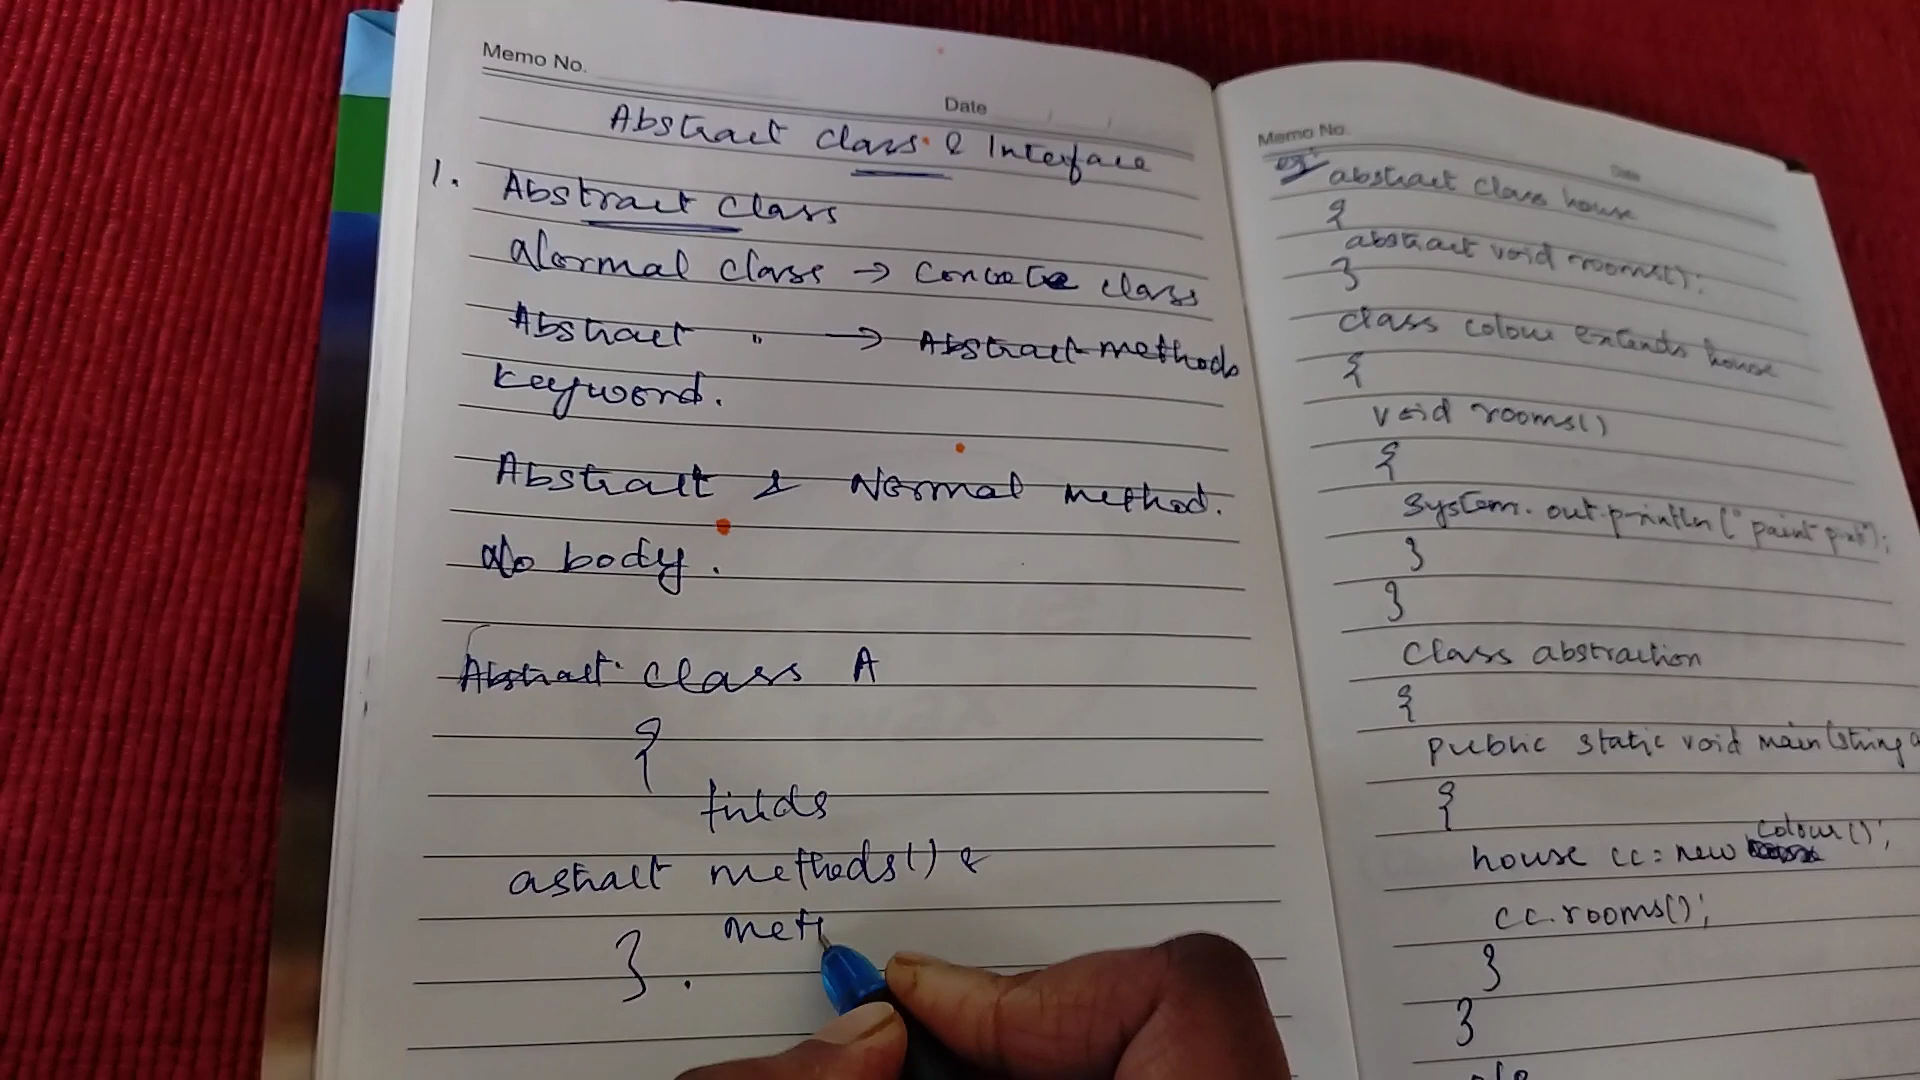 Memo No.
Date
Abstract class & Interface
1. Abstract class
Normal class → Concrete class
Abstract " → Abstract methods
keyword.
Abstract & Normal method.
No body.
Abstract class A
{
fields
astract methods() &
meth
} .
Memo No.
Date
ex:
abstract class house
{
abstract void rooms();
}
class colour extends house
{
void rooms()
{
System.out.println("paint
}
}
class abstraction
{
public static void main(string a
{
house cc = new colour();
cc.rooms();
}
}